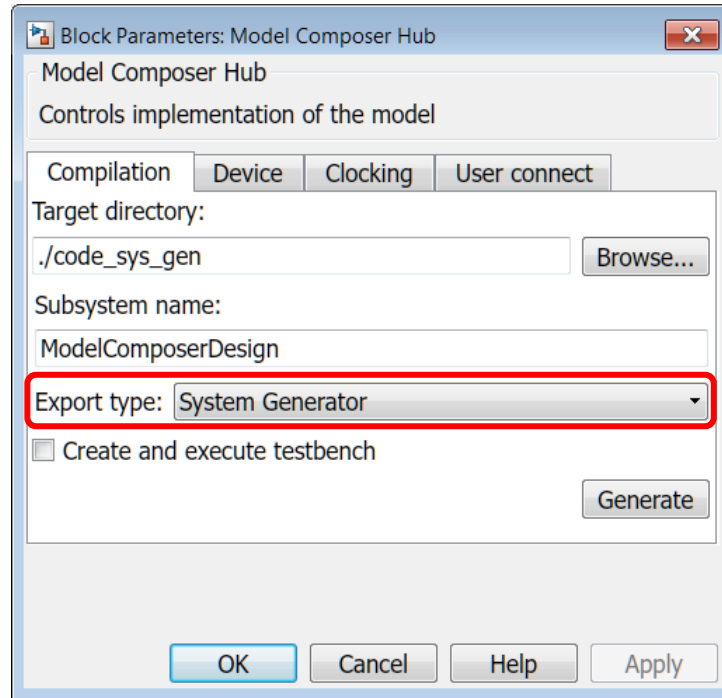 Block Parameters: Model Composer Hub
Model Composer Hub
Controls implementation of the model
Compilation Device Clocking User connect
Target directory:
./code_sys_gen Browse...
Subsystem name:
ModelComposerDesign
Export type: System Generator
Create and execute testbench
Generate
OK Cancel Help Apply